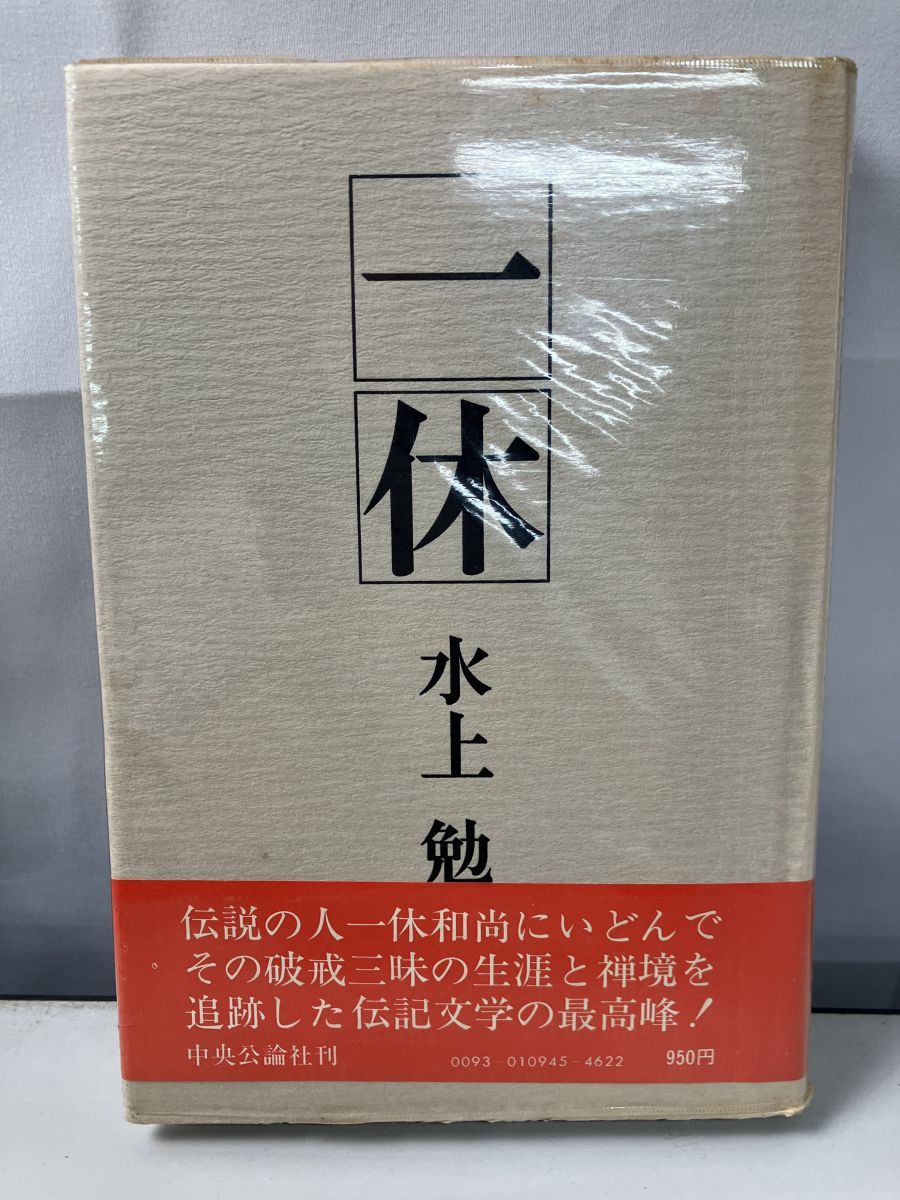 一休
水上 勉
伝説の人一休和尚にいどんで
その破戒三昧の生涯と禅境を
追跡した伝記文学の最高峰!
中央公論社刊 0093-010945-4622 950円